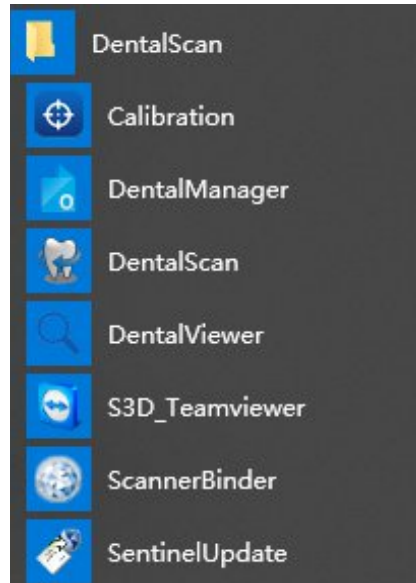 DentalScan
Calibration
DentalManager
DentalScan
DentalViewer
S3D_Teamviewer
ScannerBinder
SentinelUpdate